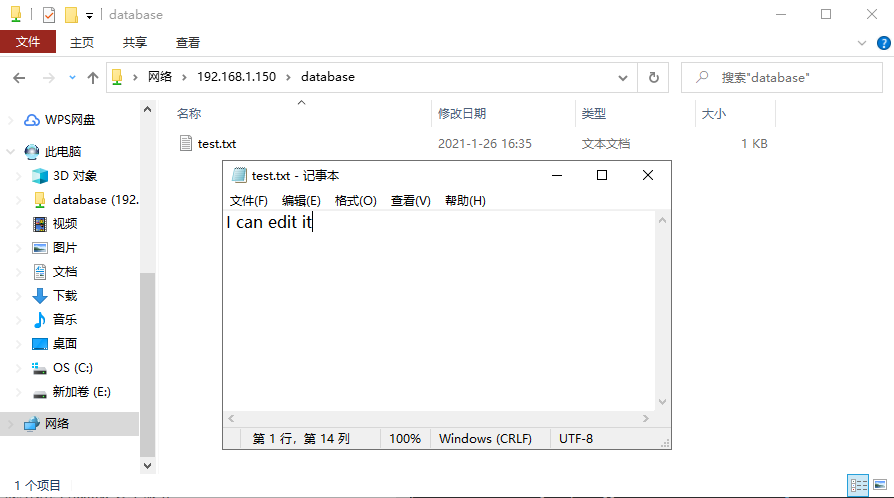 database
文件
主页
共享
查看
网络 192.168.1.150 database
搜索"database"
WPS网盘
此电脑
3D 对象
database (192.
视频
图片
文档
下载
音乐
桌面
OS (C:)
新加卷 (E:)
网络
名称 修改日期 类型 大小
test.txt 2021-1-26 16:35 文本文档 1 KB
test.txt - 记事本
文件(F) 编辑(E) 格式(O) 查看(V) 帮助(H)
I can edit it
第 1 行，第 14 列 100% Windows (CRLF) UTF-8
1 个项目